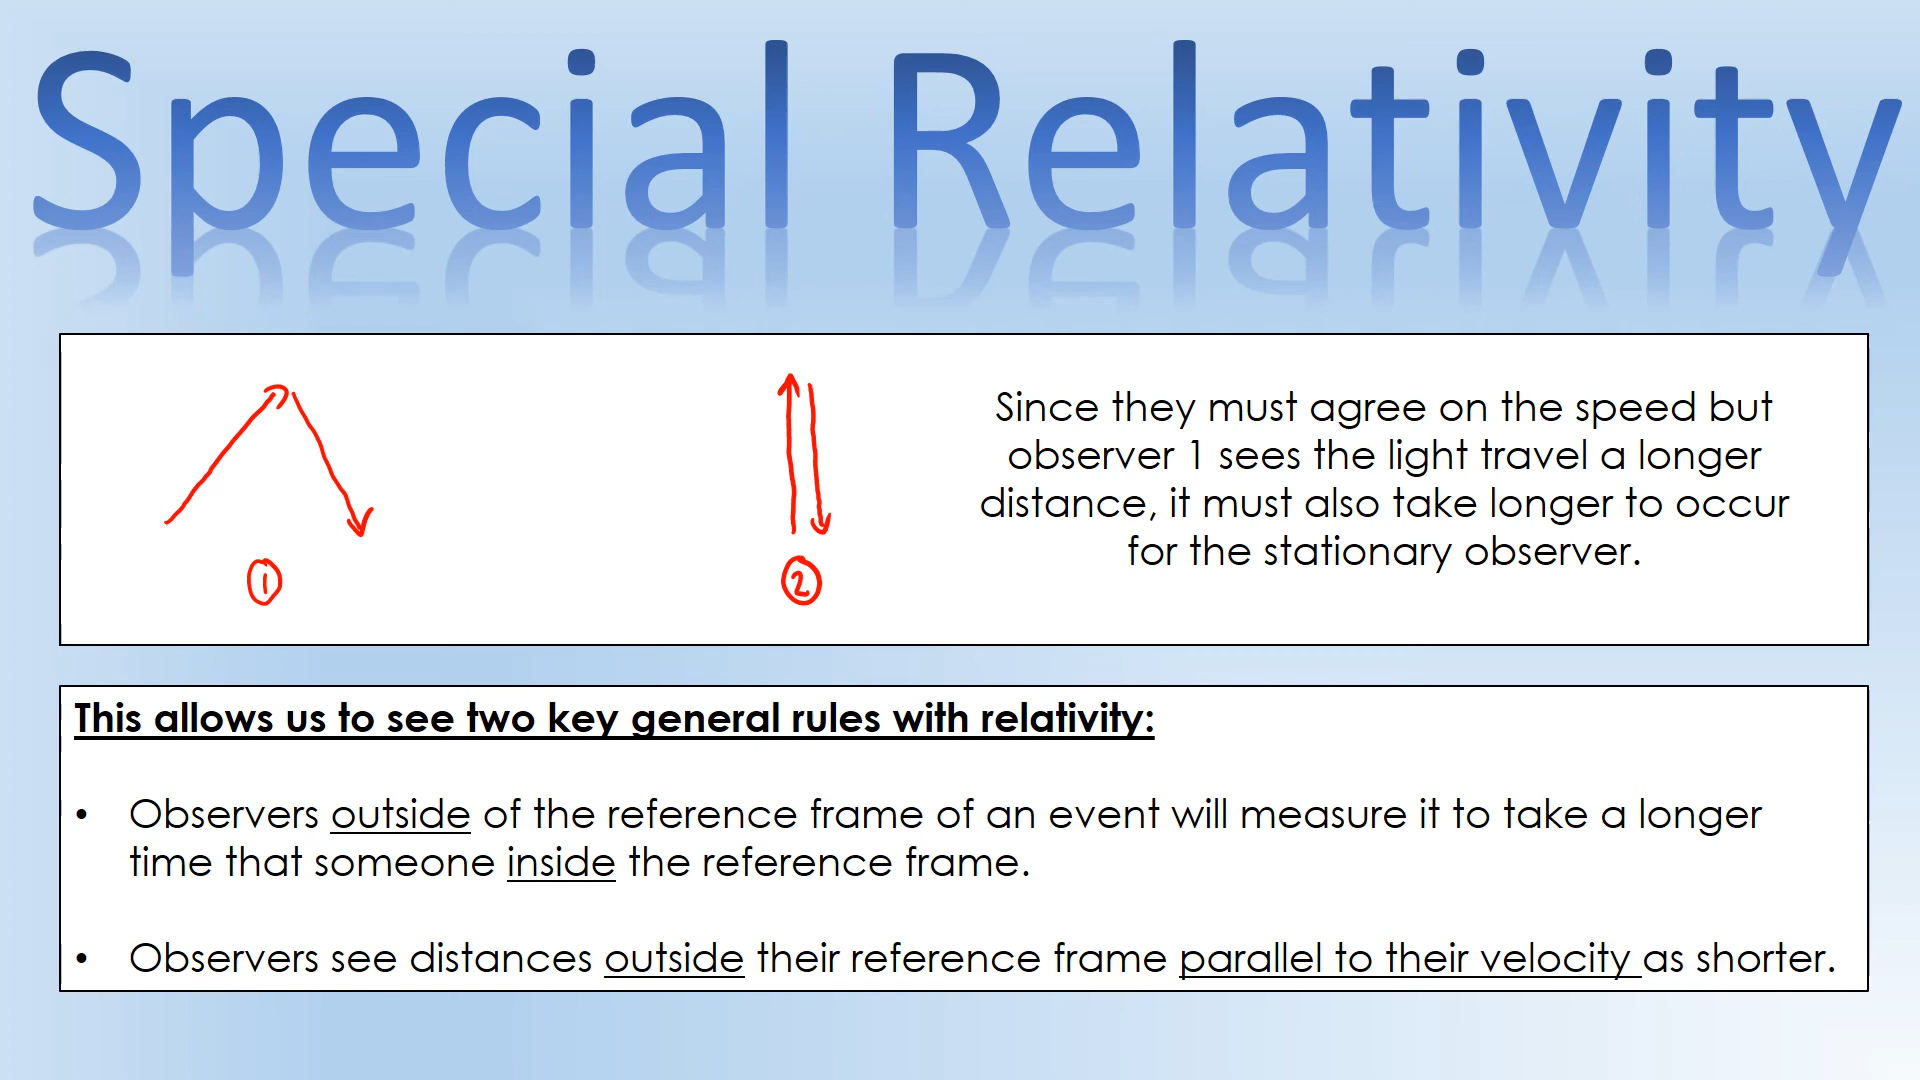 Special Relativity
Since they must agree on the speed but
observer 1 sees the light travel a longer
distance, it must also take longer to occur
for the stationary observer.
1
2
This allows us to see two key general rules with relativity:
• Observers outside of the reference frame of an event will measure it to take a longer
time that someone inside the reference frame.
• Observers see distances outside their reference frame parallel to their velocity as shorter.